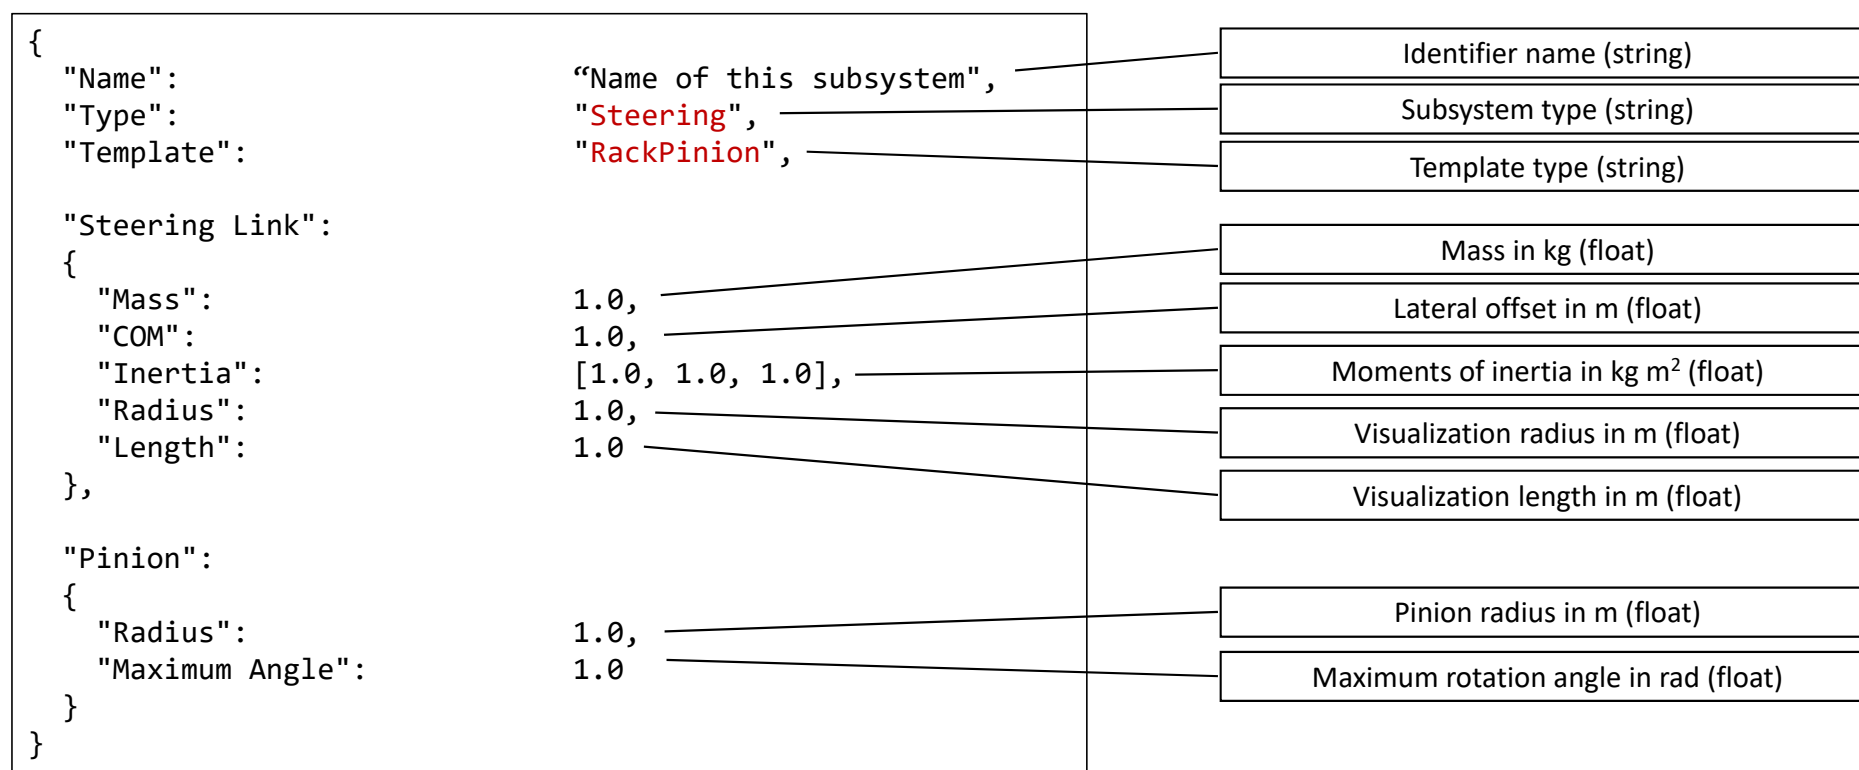 {
"Name": “Name of this subsystem",
"Type": "Steering",
"Template": "RackPinion",
"Steering Link":
{
"Mass": 1.0,
"COM": 1.0,
"Inertia": [1.0, 1.0, 1.0],
"Radius": 1.0,
"Length": 1.0
},
"Pinion":
{
"Radius": 1.0,
"Maximum Angle": 1.0
}
}
Identifier name (string)
Subsystem type (string)
Template type (string)
Mass in kg (float)
Lateral offset in m (float)
Moments of inertia in kg m² (float)
Visualization radius in m (float)
Visualization length in m (float)
Pinion radius in m (float)
Maximum rotation angle in rad (float)